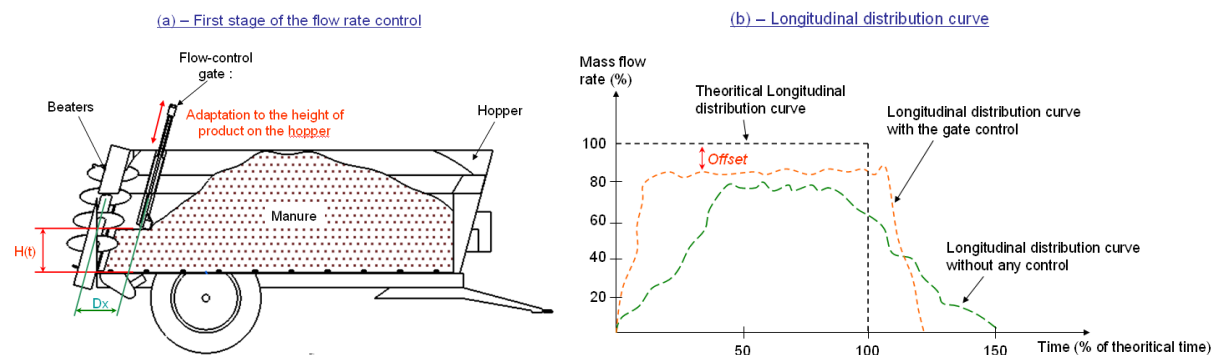 (a) – First stage of the flow rate control
Flow-control
gate :
Beaters
Adaptation to the height of
product on the hopper
Hopper
Manure
H(t)
Dx
(b) – Longitudinal distribution curve
Mass flow
rate (%)
Theoritical Longitudinal
distribution curve
Longitudinal distribution curve
with the gate control
100
Offset
80
60
40
20
Longitudinal distribution curve
without any control
50
100
150
Time (% of theoritical time)